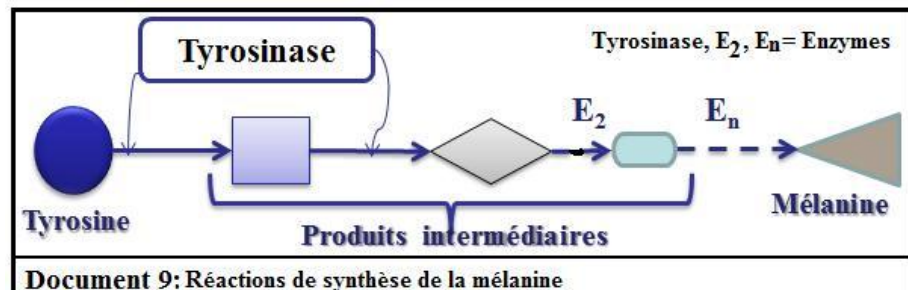 Tyrosinase
Tyrosinase, E2, En= Enzymes
E2
En
Tyrosine
Mélanine
Produits intermédiaires
Document 9: Réactions de synthèse de la mélanine